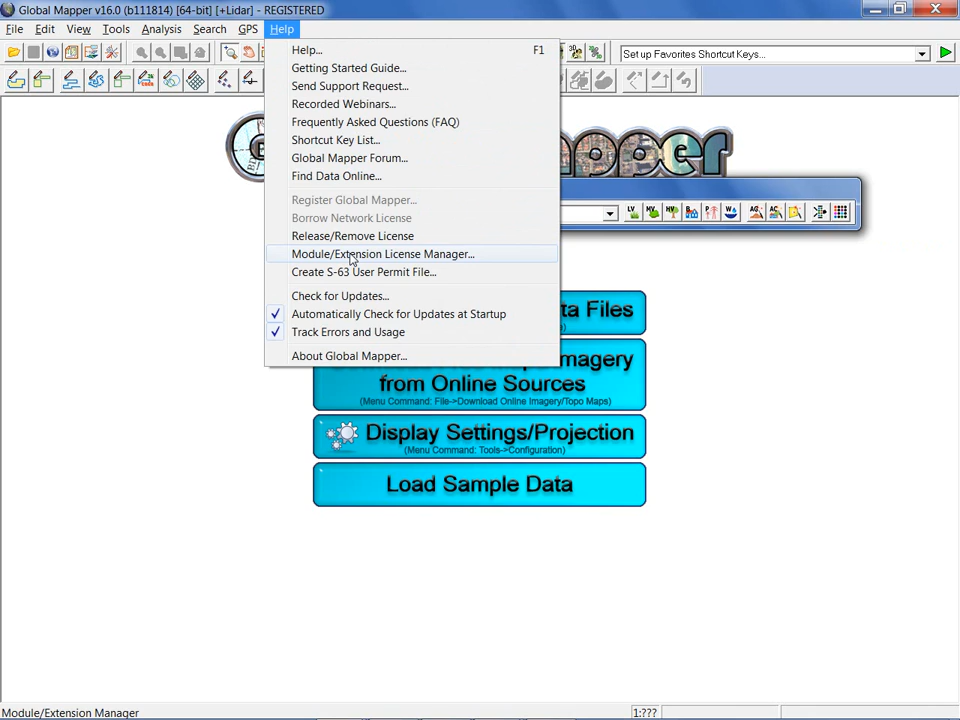 Global Mapper v16.0 (b111814) [64-bit] [+Lidar] - REGISTERED
File Edit View Tools Analysis Search GPS Help
Set up Favorites Shortcut Keys...
Help... F1
Getting Started Guide...
Send Support Request...
Recorded Webinars...
Frequently Asked Questions (FAQ)
Shortcut Key List...
Global Mapper Forum...
Find Data Online...
Register Global Mapper...
Borrow Network License
Release/Remove License
Module/Extension License Manager...
Create S-63 User Permit File...
Check for Updates...
Automatically Check for Updates at Startup
Track Errors and Usage
About Global Mapper...
apper
LV MV HV
ta Files
magery
from Online Sources
(Menu Command: File->Download Online Imagery/Topo Maps)
Display Settings/Projection
(Menu Command: Tools->Configuration)
Load Sample Data
Module/Extension Manager 1:???